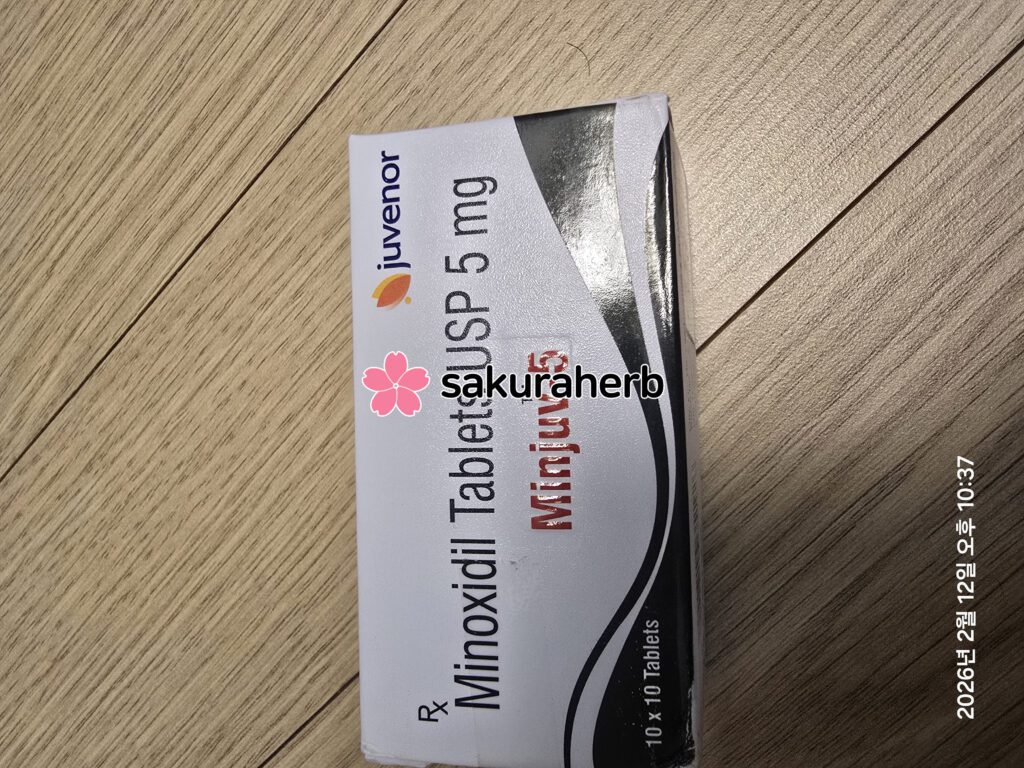 juvenor
Rx
Minoxidil Tablets USP 5 mg
Minjuv 5
10 x 10 Tablets
sakuraherb
2026년 2월 12일 오후 10:37